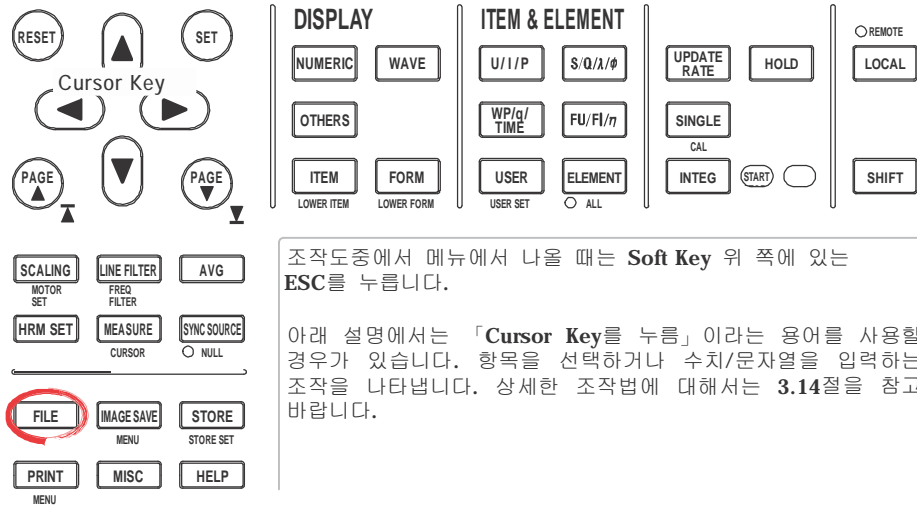 DISPLAY
ITEM & ELEMENT
RESET
SET
Cursor Key
PAGE
PAGE
NUMERIC
WAVE
OTHERS
ITEM
FORM
LOWER ITEM
LOWER FORM
U/I/P
S/Q/λ/ϕ
WP/q/
TIME
FU/FI/η
USER
ELEMENT
USER SET
ALL
UPDATE
RATE
HOLD
SINGLE
CAL
INTEG
START
REMOTE
LOCAL
SHIFT
SCALING
LINE FILTER
AVG
MOTOR
SET
FREQ
FILTER
HRM SET
MEASURE
SYNC SOURCE
CURSOR
NULL
FILE
IMAGE SAVE
STORE
MENU
STORE SET
PRINT
MISC
HELP
MENU
조작도중에서 메뉴에서 나올 때는 Soft Key 위 쪽에 있는
ESC를 누릅니다.
아래 설명에서는 「Cursor Key를 누름」이라는 용어를 사용할
경우가 있습니다. 항목을 선택하거나 수치/문자열을 입력하는
조작을 나타냅니다. 상세한 조작법에 대해서는 3.14절을 참고
바랍니다.